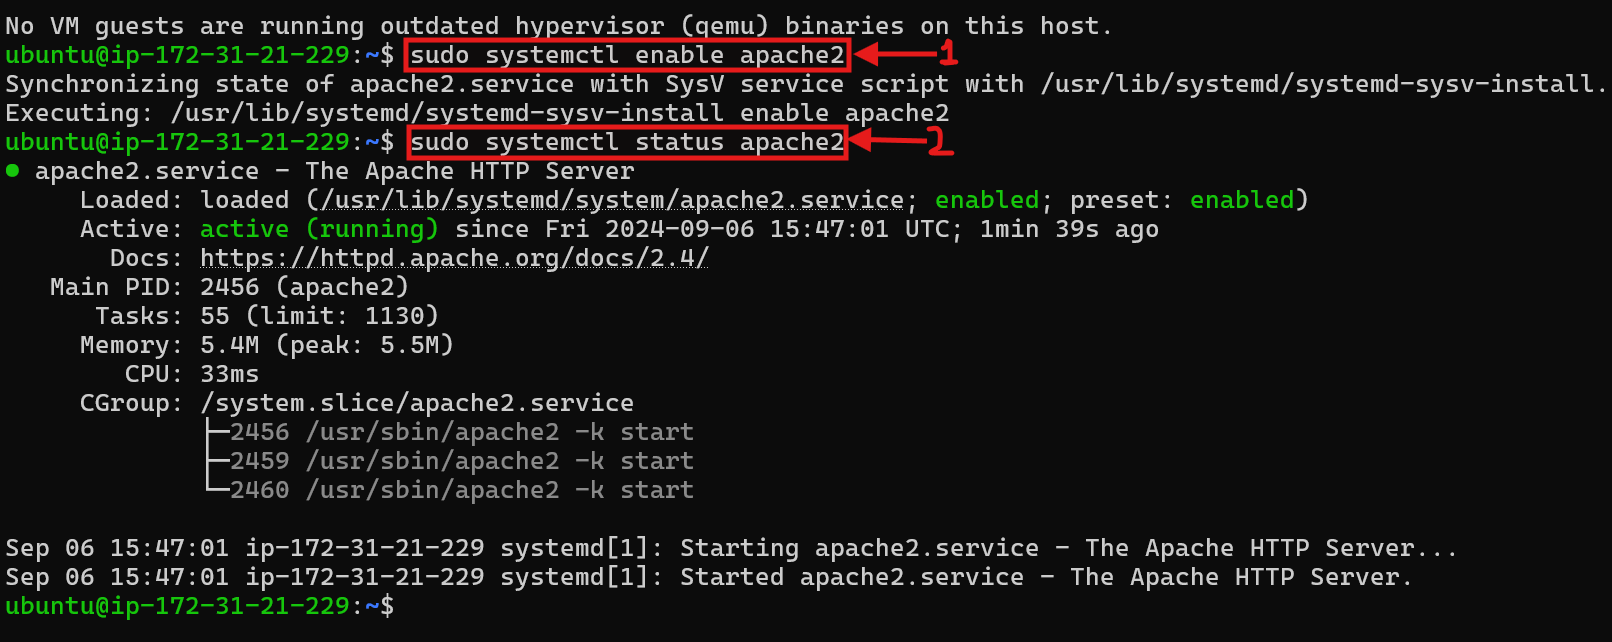 No VM guests are running outdated hypervisor (qemu) binaries on this host.
ubuntu@ip-172-31-21-229:~$ sudo systemctl enable apache2 1
Synchronizing state of apache2.service with SysV service script with /usr/lib/systemd/systemd-sysv-install.
Executing: /usr/lib/systemd/systemd-sysv-install enable apache2
ubuntu@ip-172-31-21-229:~$ sudo systemctl status apache2 2
● apache2.service - The Apache HTTP Server
     Loaded: loaded (/usr/lib/systemd/system/apache2.service; enabled; preset: enabled)
     Active: active (running) since Fri 2024-09-06 15:47:01 UTC; 1min 39s ago
       Docs: https://httpd.apache.org/docs/2.4/
   Main PID: 2456 (apache2)
      Tasks: 55 (limit: 1130)
     Memory: 5.4M (peak: 5.5M)
        CPU: 33ms
     CGroup: /system.slice/apache2.service
             ├─2456 /usr/sbin/apache2 -k start
             ├─2459 /usr/sbin/apache2 -k start
             └─2460 /usr/sbin/apache2 -k start
Sep 06 15:47:01 ip-172-31-21-229 systemd[1]: Starting apache2.service - The Apache HTTP Server...
Sep 06 15:47:01 ip-172-31-21-229 systemd[1]: Started apache2.service - The Apache HTTP Server.
ubuntu@ip-172-31-21-229:~$